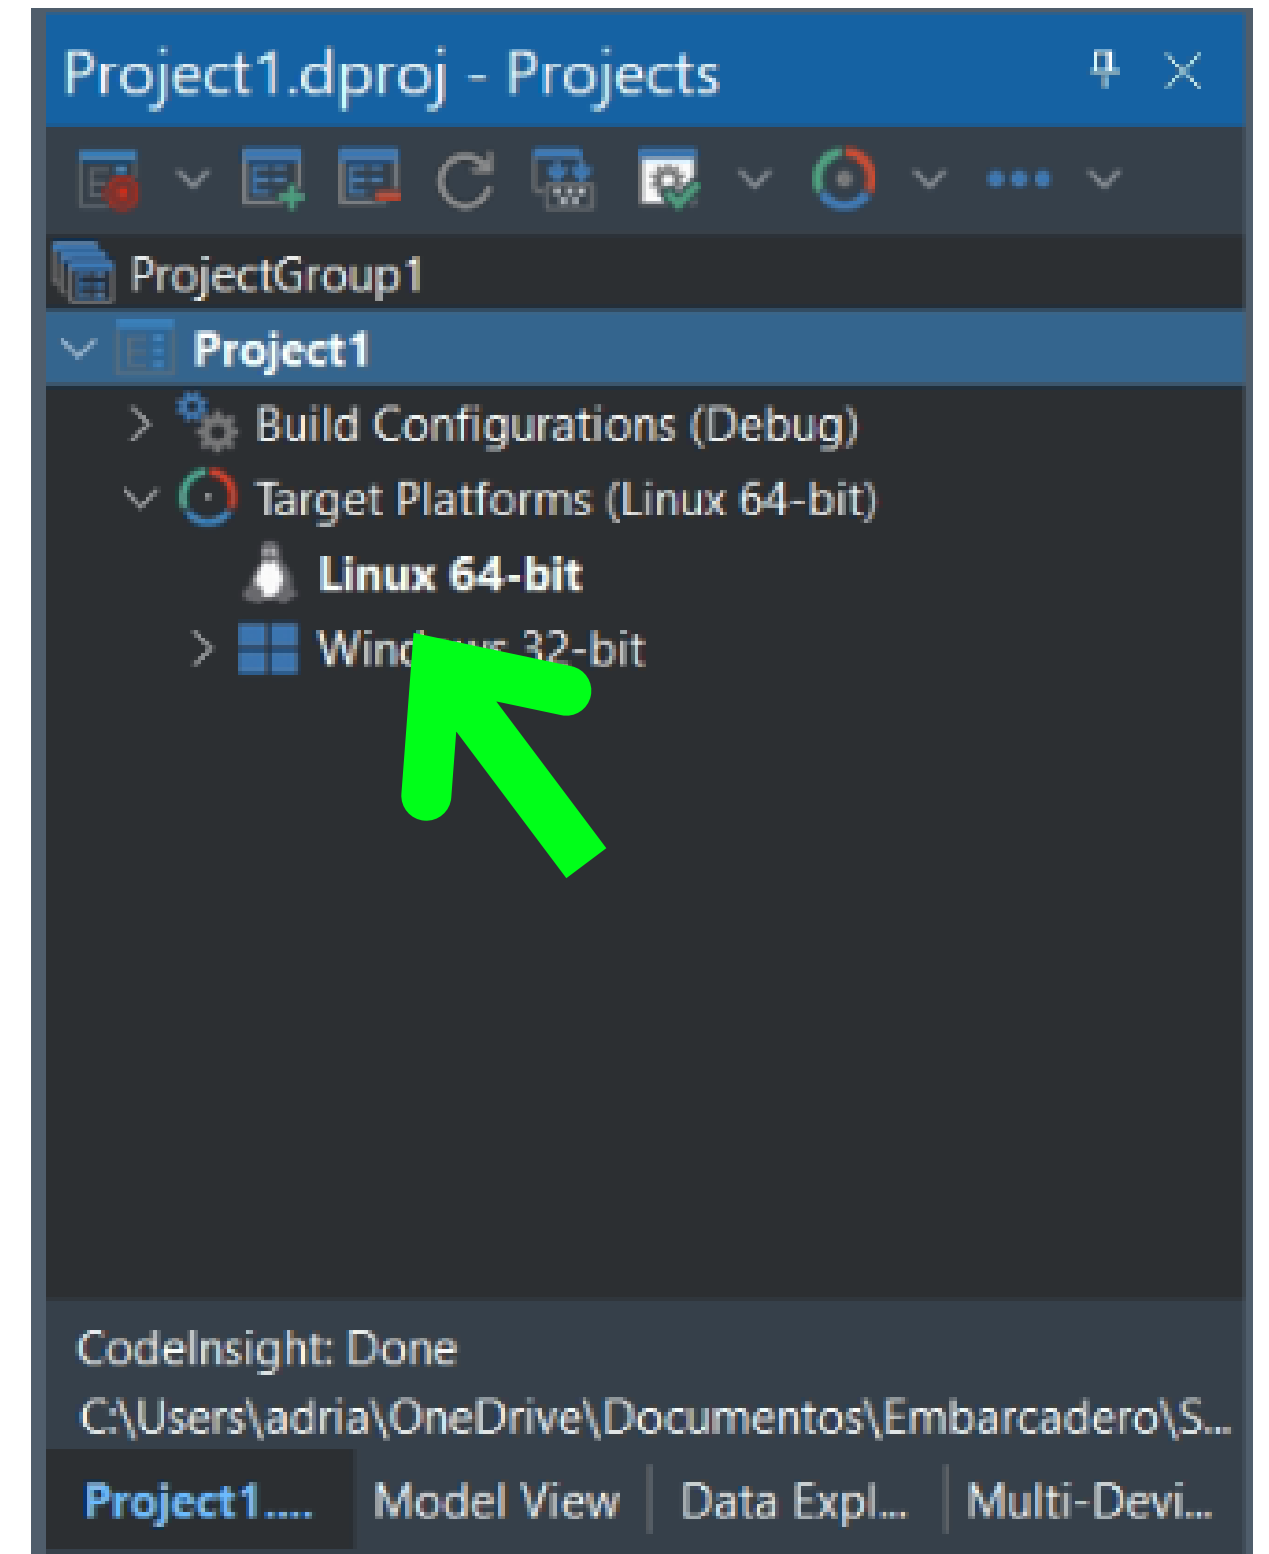 Project1.dproj - Projects
ProjectGroup1
Project1
Build Configurations (Debug)
Target Platforms (Linux 64-bit)
Linux 64-bit
Windows 32-bit
CodeInsight: Done
C:\Users\adria\OneDrive\Documentos\Embarcadero\S...
Project1.... Model View Data Expl... Multi-Devi...